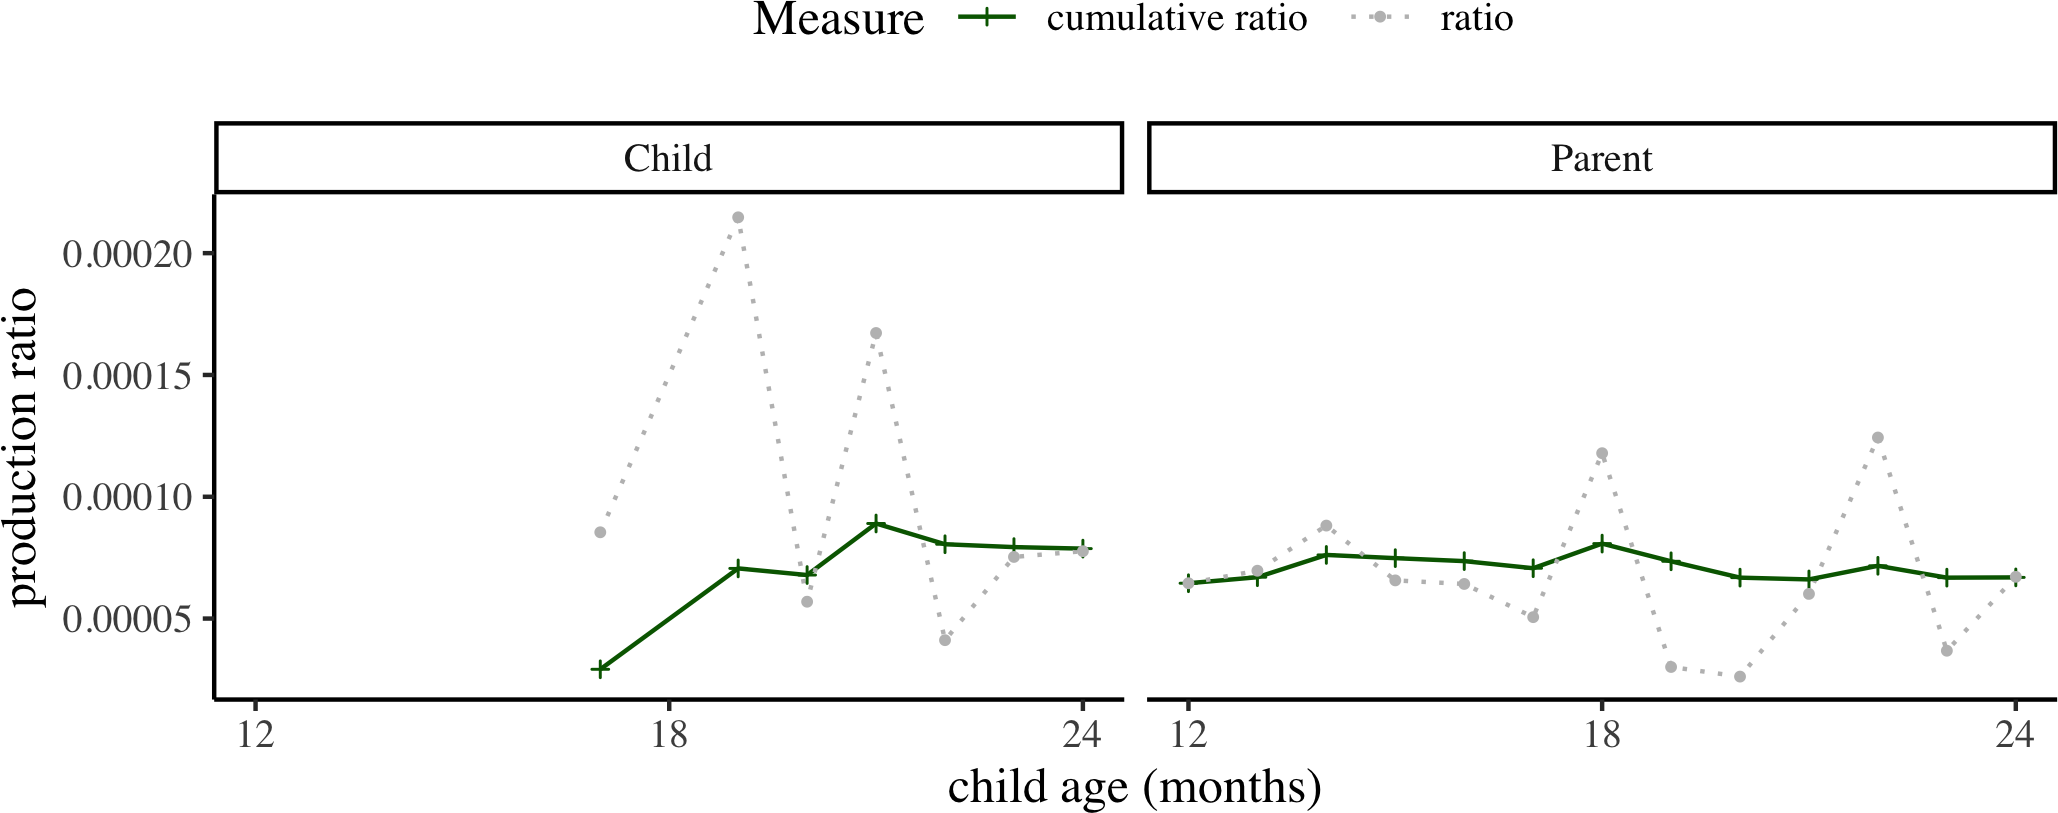 Measure cumulative ratio ratio
Child Parent
0.00020
0.00015
0.00010
0.00005
production ratio
12 18 24 12 18 24
child age (months)